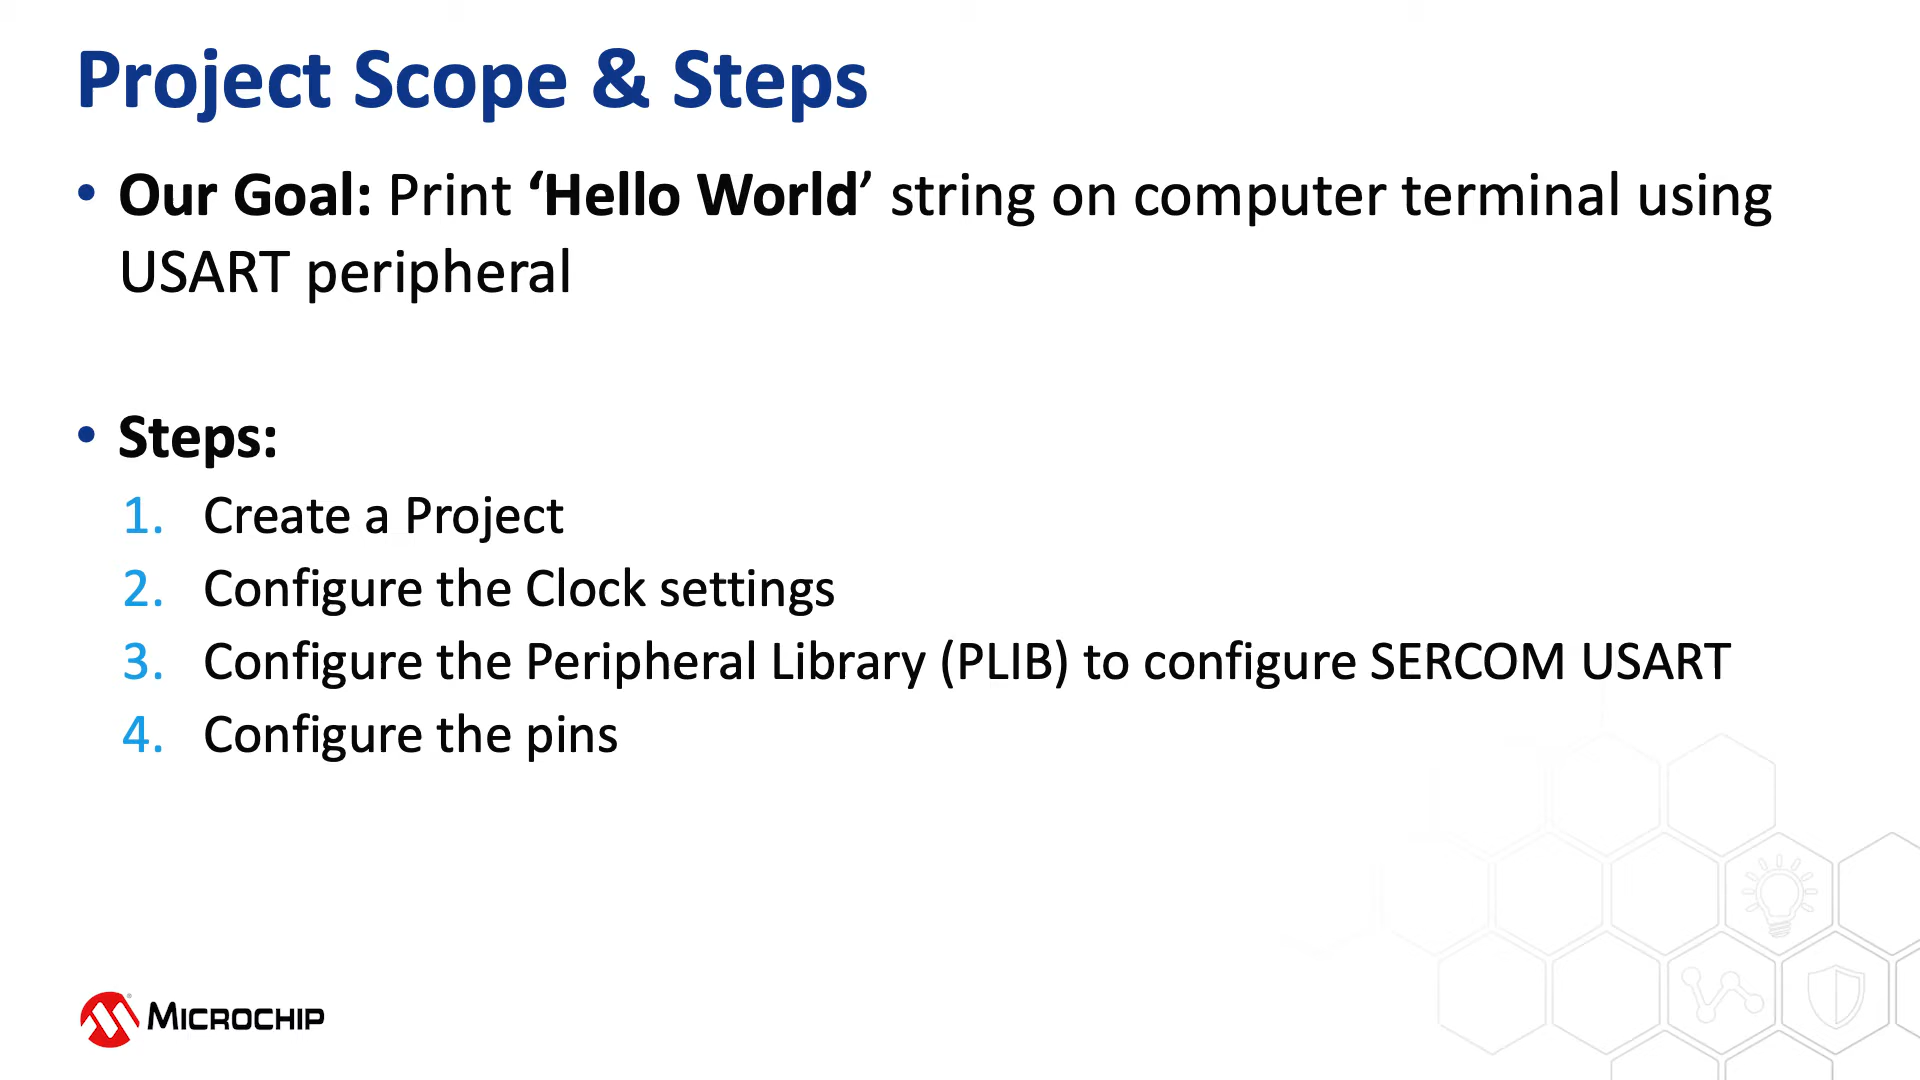 Project Scope & Steps
• Our Goal: Print ‘Hello World’ string on computer terminal using
USART peripheral
• Steps:
1. Create a Project
2. Configure the Clock settings
3. Configure the Peripheral Library (PLIB) to configure SERCOM USART
4. Configure the pins
MICROCHIP